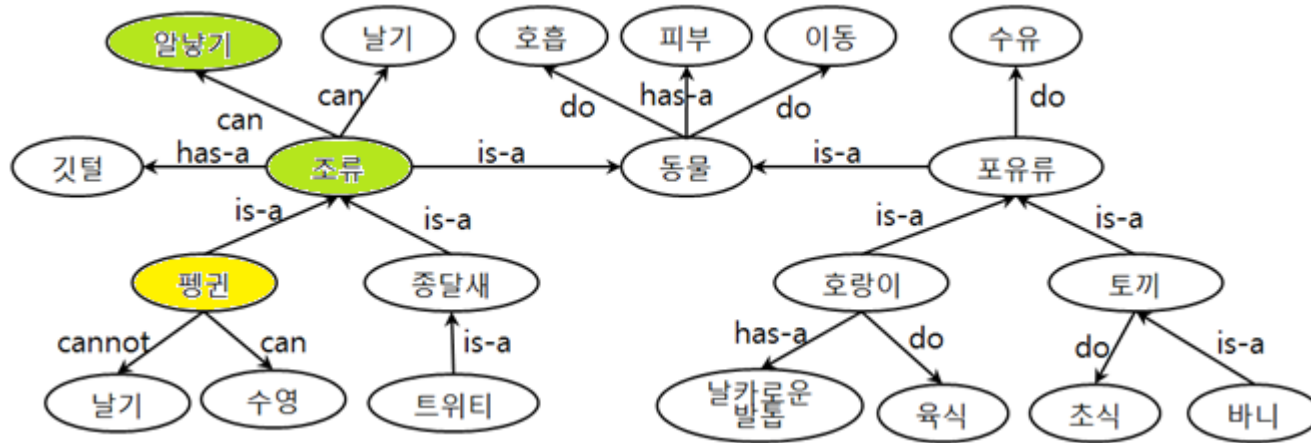 알낳기
날기
호흡
피부
이동
수유
can
can
do
has-a
do
do
깃털
has-a
조류
is-a
동물
is-a
포유류
is-a
is-a
is-a
is-a
펭귄
종달새
호랑이
토끼
cannot
can
is-a
has-a
do
do
is-a
날기
수영
트위티
날카로운
발톱
육식
초식
바니